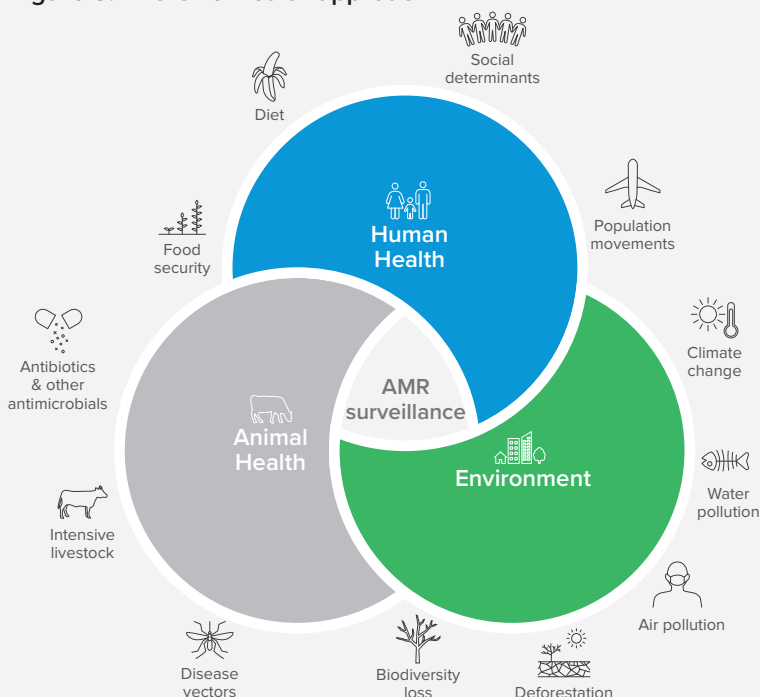 Social
determinants
Diet
Population
movements
Human
Health
Food
security
Climate
change
Antibiotics
& other
antimicrobials
AMR
surveillance
Animal
Health
Environment
Water
pollution
Intensive
livestock
Air pollution
Disease
vectors
Biodiversity
loss
Deforestation